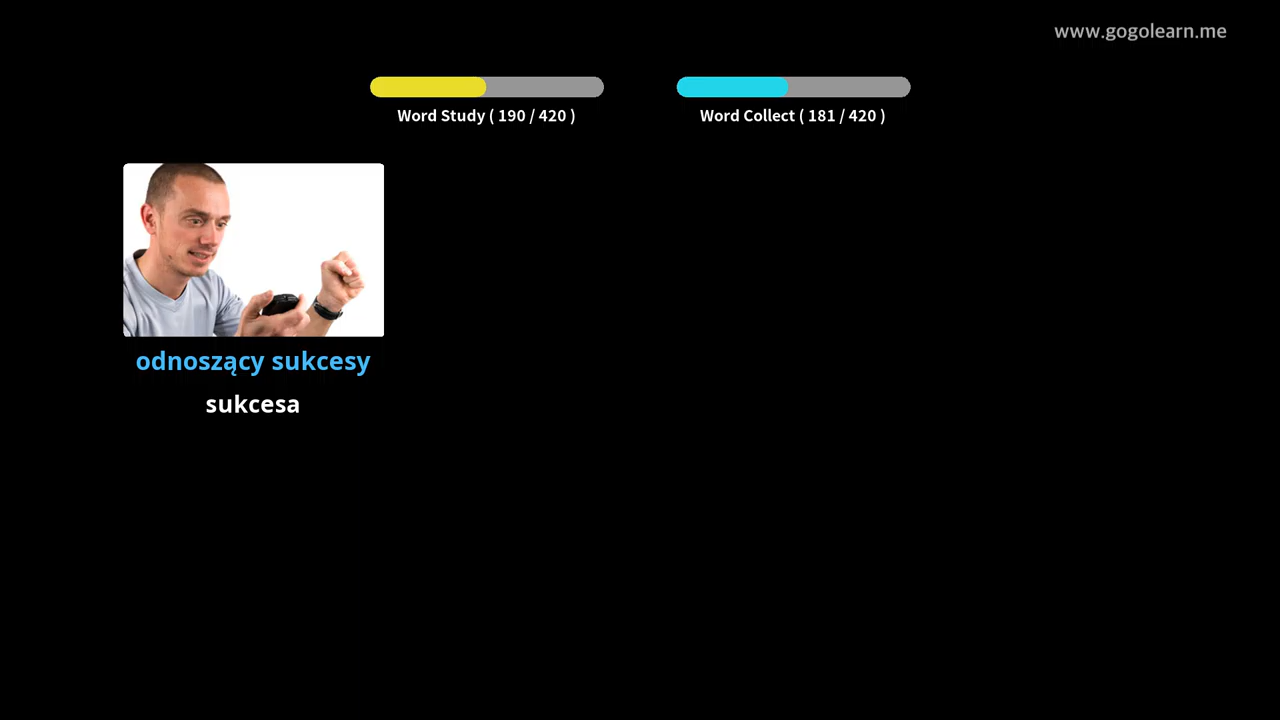 www.gogolearn.me
Word Study ( 190 / 420 )
Word Collect ( 181 / 420 )
odnoszący sukcesy
sukcesa